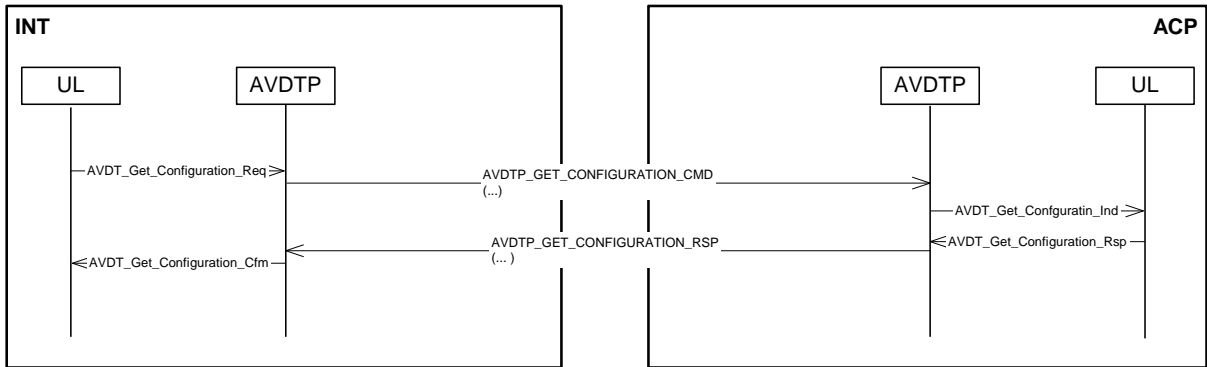 INT
ACP
UL
AVDTP
AVDTP
UL
AVDT_Get_Configuration_Req
AVDTP_GET_CONFIGURATION_CMD
(...)
AVDT_Get_Confguratin_Ind
AVDTP_GET_CONFIGURATION_RSP
(... )
AVDT_Get_Configuration_Rsp
AVDT_Get_Configuration_Cfm